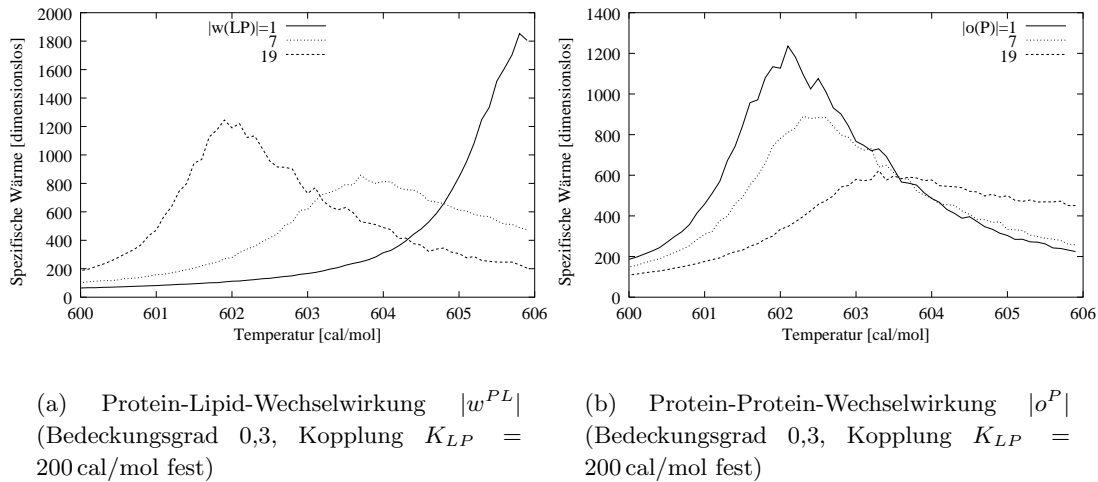 Spezifische Wärme [dimensionslos]
2000
1800
1600
1400
1200
1000
800
600
400
200
0
600 601 602 603 604 605 606
Temperatur [cal/mol]
|w(LP)|=1
7
19
Spezifische Wärme [dimensionslos]
1400
1200
1000
800
600
400
200
0
600 601 602 603 604 605 606
Temperatur [cal/mol]
|o(P)|=1
7
19
(a) Protein-Lipid-Wechselwirkung |w^{PL}|
(Bedeckungsgrad 0,3, Kopplung K_{LP} =
200 cal/mol fest)
(b) Protein-Protein-Wechselwirkung |o^P|
(Bedeckungsgrad 0,3, Kopplung K_{LP} =
200 cal/mol fest)